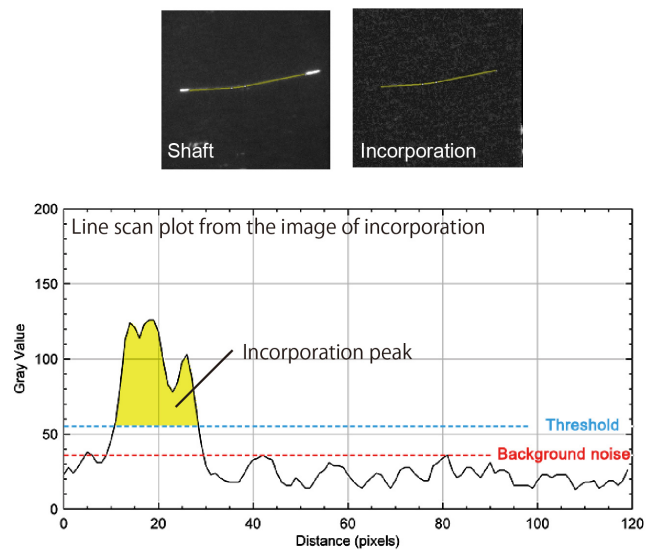 Shaft
Incorporation
Line scan plot from the image of incorporation
200
150
100
50
0
Gray Value
Incorporation peak
Threshold
Background noise
0 20 40 60 80 100 120
Distance (pixels)